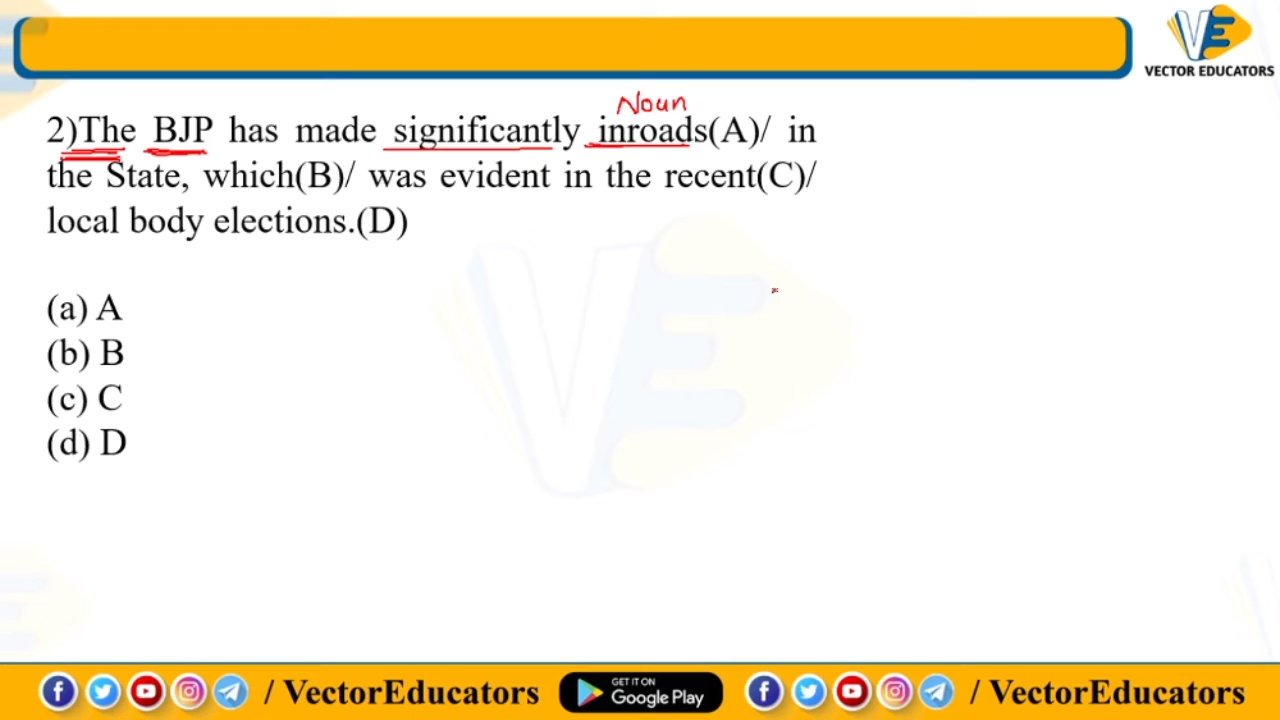 VE
VECTOR EDUCATORS
Noun
2)The BJP has made significantly inroads(A)/ in
the State, which(B)/ was evident in the recent(C)/
local body elections.(D)
(a) A
(b) B
(c) C
(d) D
/ VectorEducators
GET IT ON
Google Play
/ VectorEducators